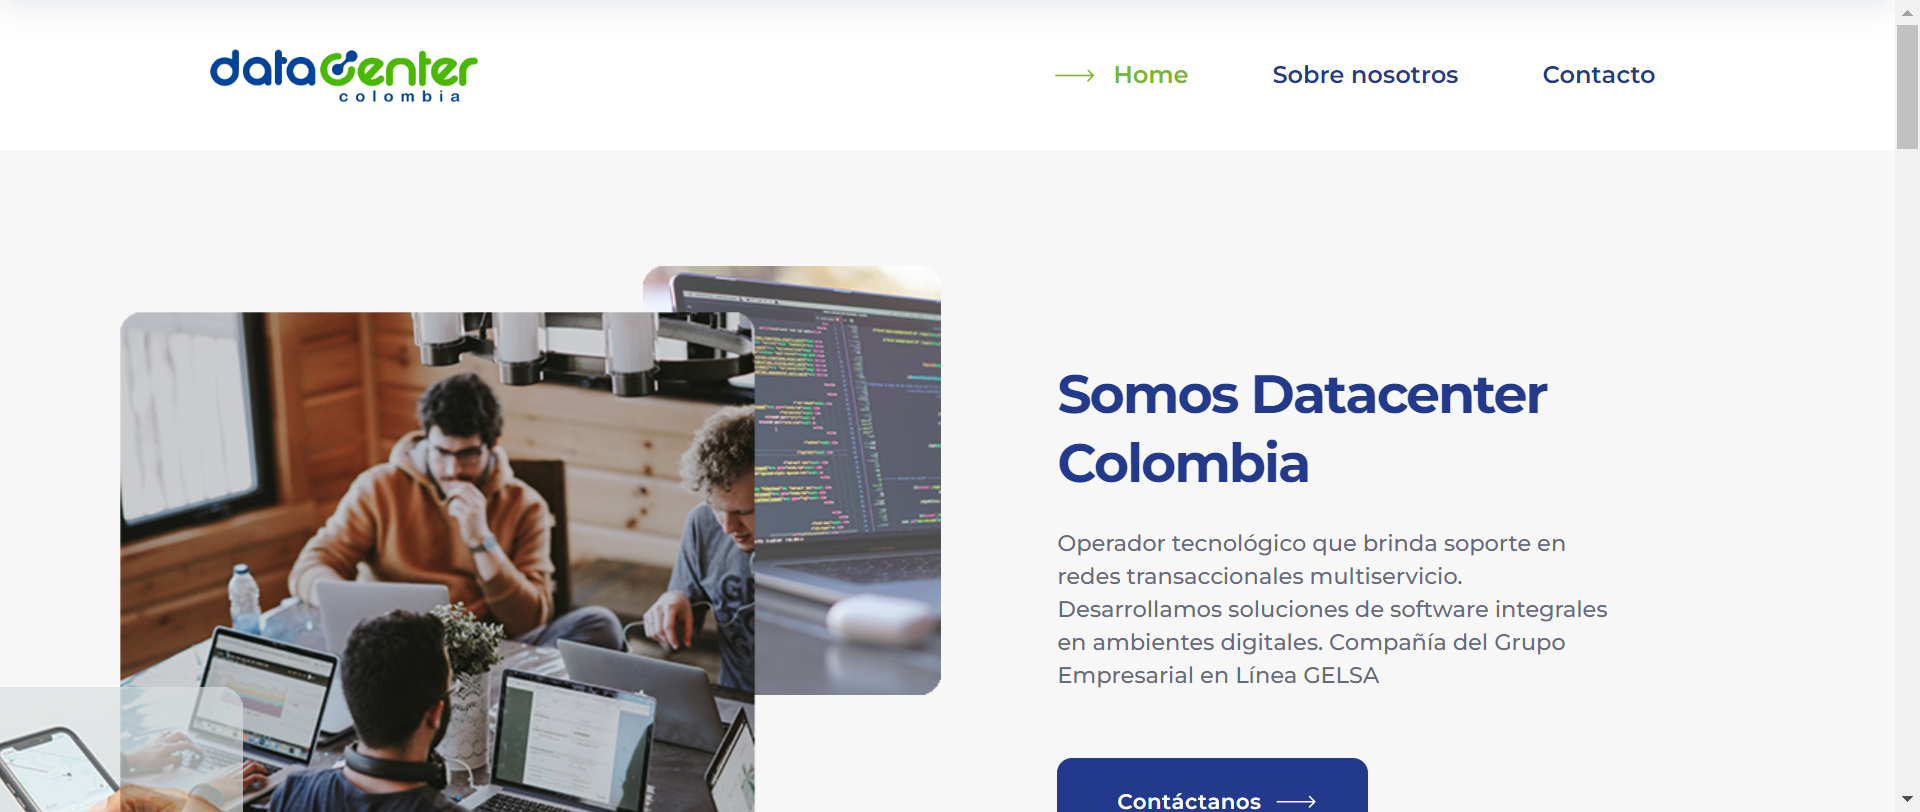 datacenter
colombia
Home
Sobre nosotros
Contacto
Somos Datacenter
Colombia
Operador tecnológico que brinda soporte en
redes transaccionales multiservicio.
Desarrollamos soluciones de software integrales
en ambientes digitales. Compañía del Grupo
Empresarial en Línea GELSA
Contáctanos